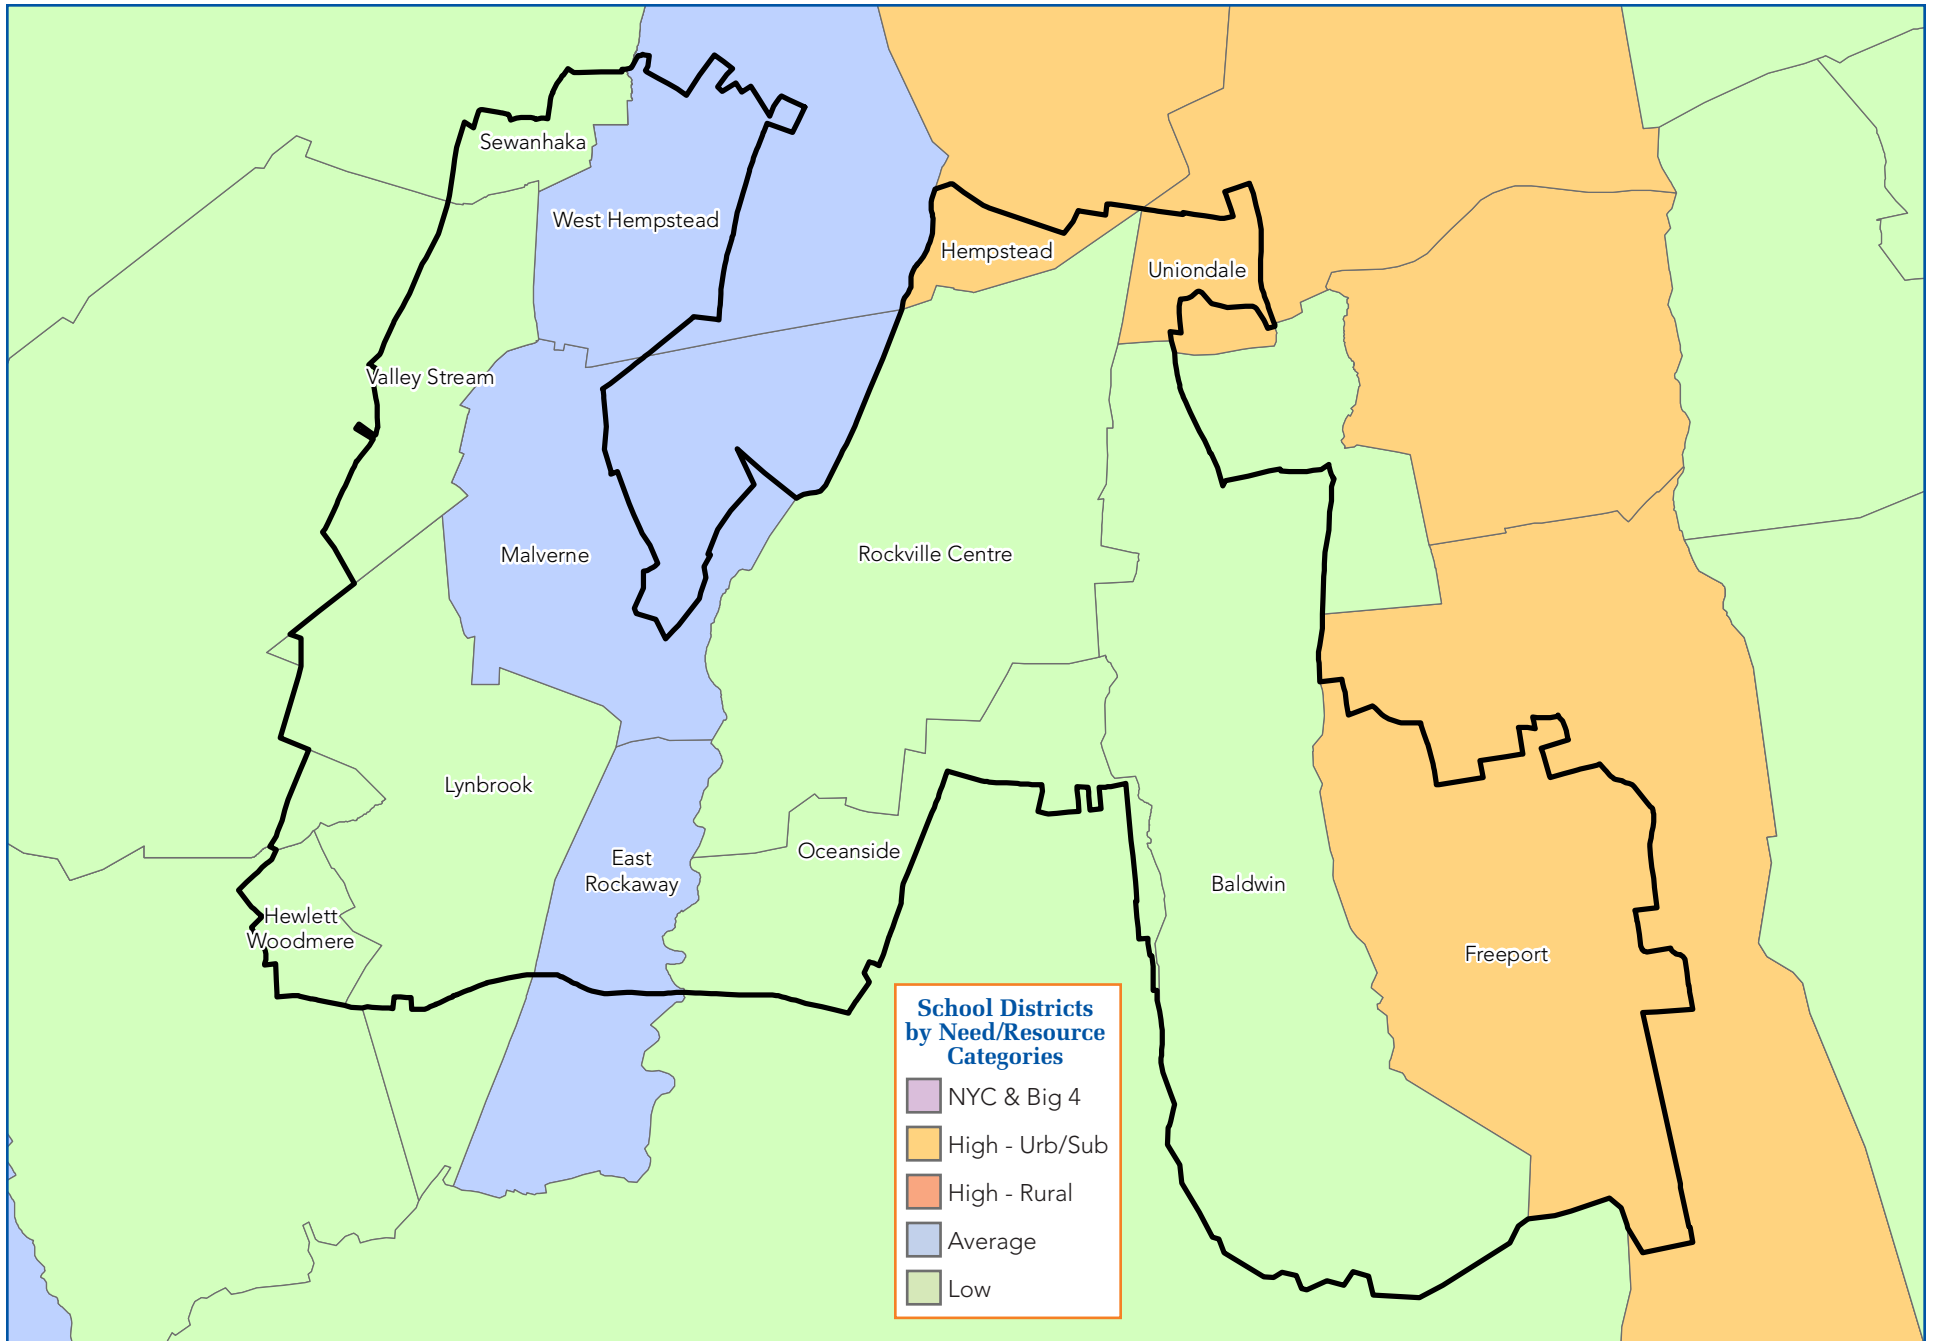 Sewanhaka
West Hempstead
Hempstead
Uniondale
Valley Stream
Malverne
Rockville Centre
Lynbrook
East
Rockaway
Oceanside
Baldwin
Hewlett
Woodmere
Freeport
School Districts
by Need/Resource
Categories
NYC & Big 4
High - Urb/Sub
High - Rural
Average
Low